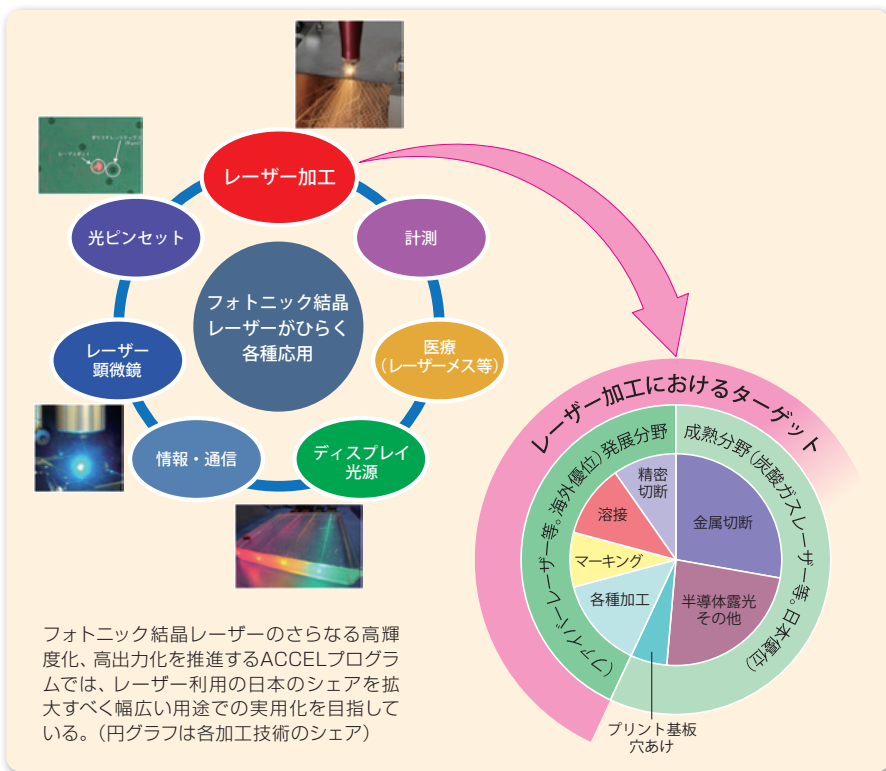 レーザー加工
計測
医療
(レーザーメス等)
ディスプレイ
光源
情報・通信
レーザー
顕微鏡
光ピンセット
フォトニック結晶
レーザーがひらく
各種応用
レーザー加工におけるターゲット
成熟分野(炭酸ガスレーザー等。日本優位)
(ファイバーレーザー等。海外優位)発展分野
金属切断
半導体露光
その他
プリント基板
穴あけ
各種加工
マーキング
溶接
精密
切断
フォトニック結晶レーザーのさらなる高輝
度化、高出力化を推進するACCELプログラ
ムでは、レーザー利用の日本のシェアを拡
大すべく幅広い用途での実用化を目指して
いる。(円グラフは各加工技術のシェア)